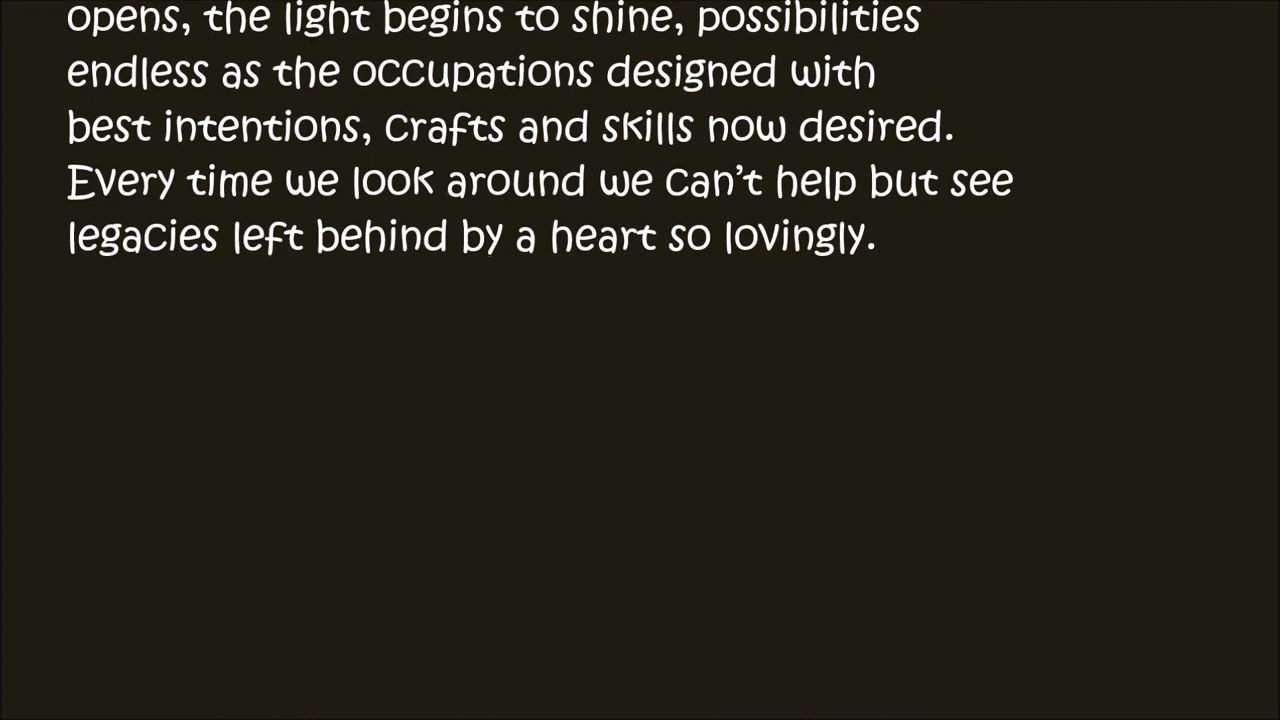 opens, the light begins to shine, possibilities
endless as the occupations designed with
best intentions, crafts and skills now desired.
Every time we look around we can’t help but see
legacies left behind by a heart so lovingly.